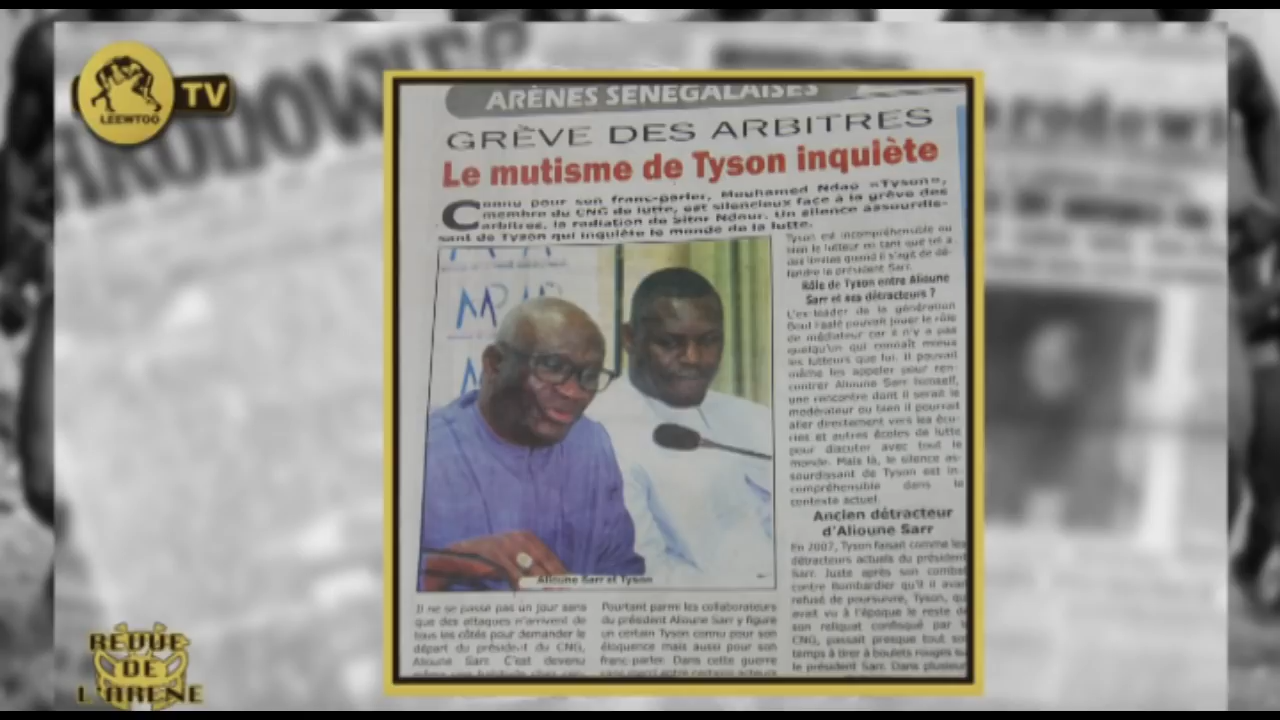 LEEWTOO
TV
ARÈNES SENEGALAISES
GRÈVE DES ARBITRES
Le mutisme de Tyson inquiète
Connu pour son franc-parler, Mouhamed Ndao «Tyson»,
membre du CNG de lutte, est silencieux face à la grève des
arbitres, la radiation de Sitor Ndour. Un silence assourdis-
sant de Tyson qui inquiète le monde de la lutte.
Alioune Sarr et Tyson
Il ne se passe pas un jour sans
que des attaques n'arrivent de
tous les côtés pour demander le
départ du président du CNG,
Alioune Sarr. C'est devenu
Pourtant parmi les collaborateurs
du président Alioune Sarr y figure
un certain Tyson connu pour son
éloquence mais aussi pour son
franc parler. Dans cette guerre
Tyson est incompréhensible ou
bien le lutteur en tant que tel a
des limites quand il s'agit de dé-
fendre le président Sarr.
Rôle de Tyson entre Alioune
Sarr et ses détracteurs ?
L'ex-leader de la génération
Boul Faalé pouvait jouer le rôle
de médiateur car il n'y a pas
quelqu'un qui connaît mieux
les lutteurs que lui. Il pouvait
même les appeler pour ren-
contrer Alioune Sarr
une rencontre dont il serait le
modérateur ou bien il pourrait
aller directement vers les écu-
ries et autres écoles de lutte
pour discuter avec tout le
monde. Mais là, le silence as-
sourdissant de Tyson est in-
compréhensible dans le
contexte actuel.
Ancien détracteur
d'Alioune Sarr
En 2007, Tyson faisait comme les
détracteurs actuels du président
Sarr. Juste après son combat
contre Bombardier qu'il avait
refusé de poursuivre, Tyson, qui
avait vu à l'époque le reste de
son reliquat confisqué par le
CNG, passait presque tout son
temps à tirer à boulets rouges su
le président Sarr. Dans plusieur
REVUE
DE
L'ARENE